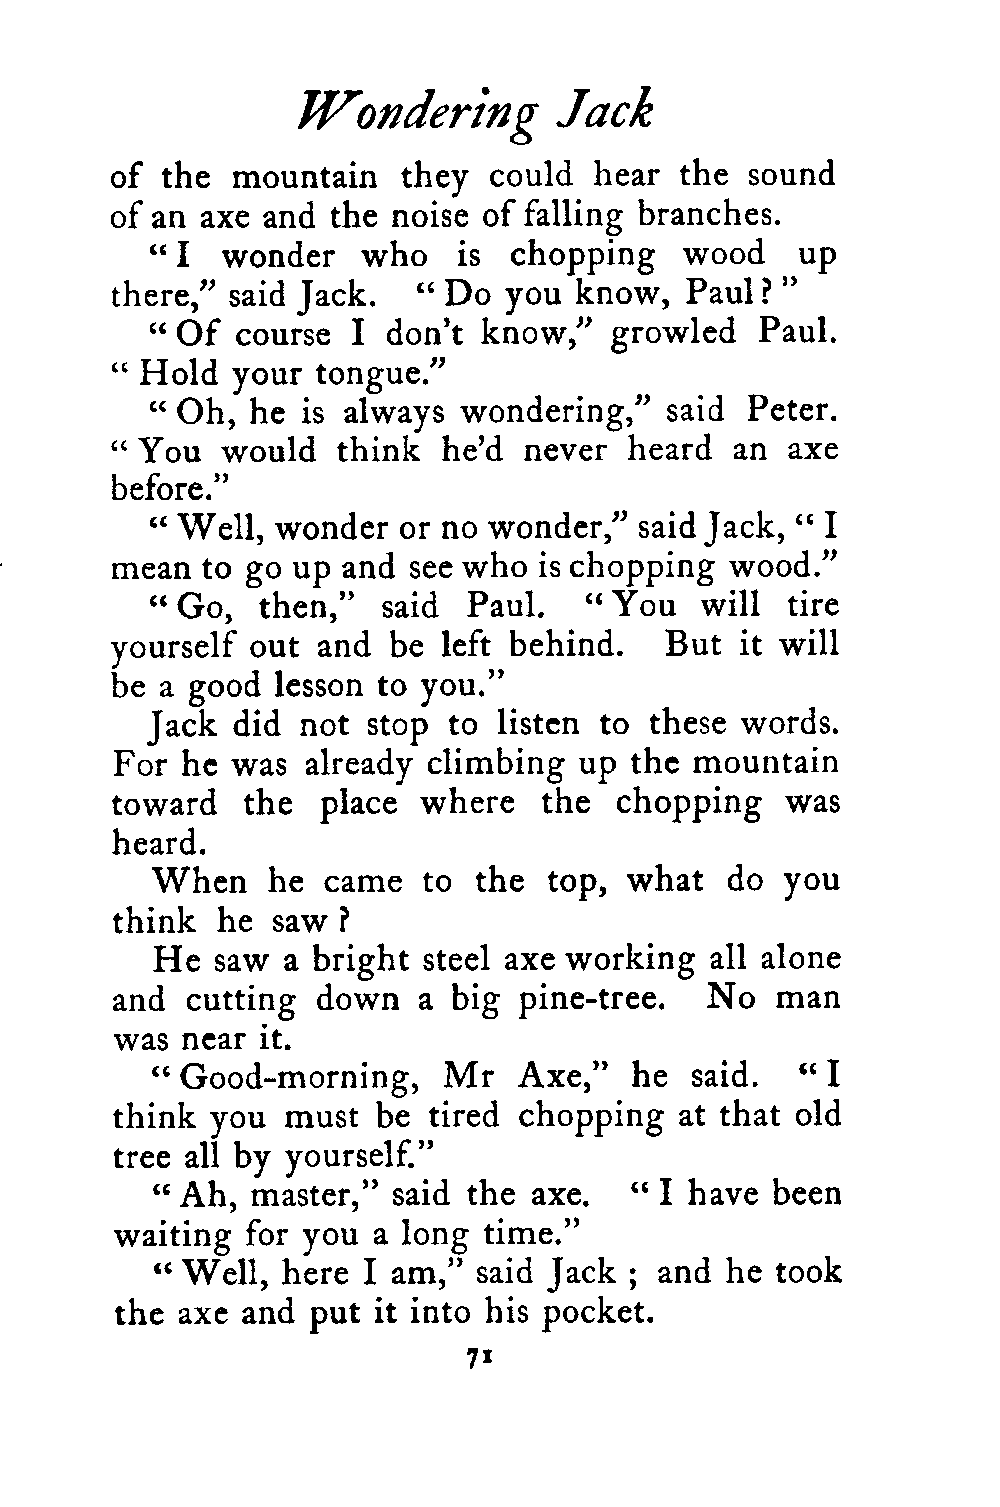 Wondering Jack
of the mountain they could hear the sound
of an axe and the noise of falling branches.
“ I wonder who is chopping wood up
there,” said Jack. “ Do you know, Paul ? ”
“ Of course I don’t know,” growled Paul.
“ Hold your tongue.”
“ Oh, he is always wondering,” said Peter.
“ You would think he’d never heard an axe
before.”
“ Well, wonder or no wonder,” said Jack, “ I
mean to go up and see who is chopping wood.”
“ Go, then,” said Paul. “ You will tire
yourself out and be left behind. But it will
be a good lesson to you.”
Jack did not stop to listen to these words.
For he was already climbing up the mountain
toward the place where the chopping was
heard.
When he came to the top, what do you
think he saw ?
He saw a bright steel axe working all alone
and cutting down a big pine-tree. No man
was near it.
“ Good-morning, Mr Axe,” he said. “ I
think you must be tired chopping at that old
tree all by yourself.”
“ Ah, master,” said the axe. “ I have been
waiting for you a long time.”
“ Well, here I am,” said Jack ; and he took
the axe and put it into his pocket.
71